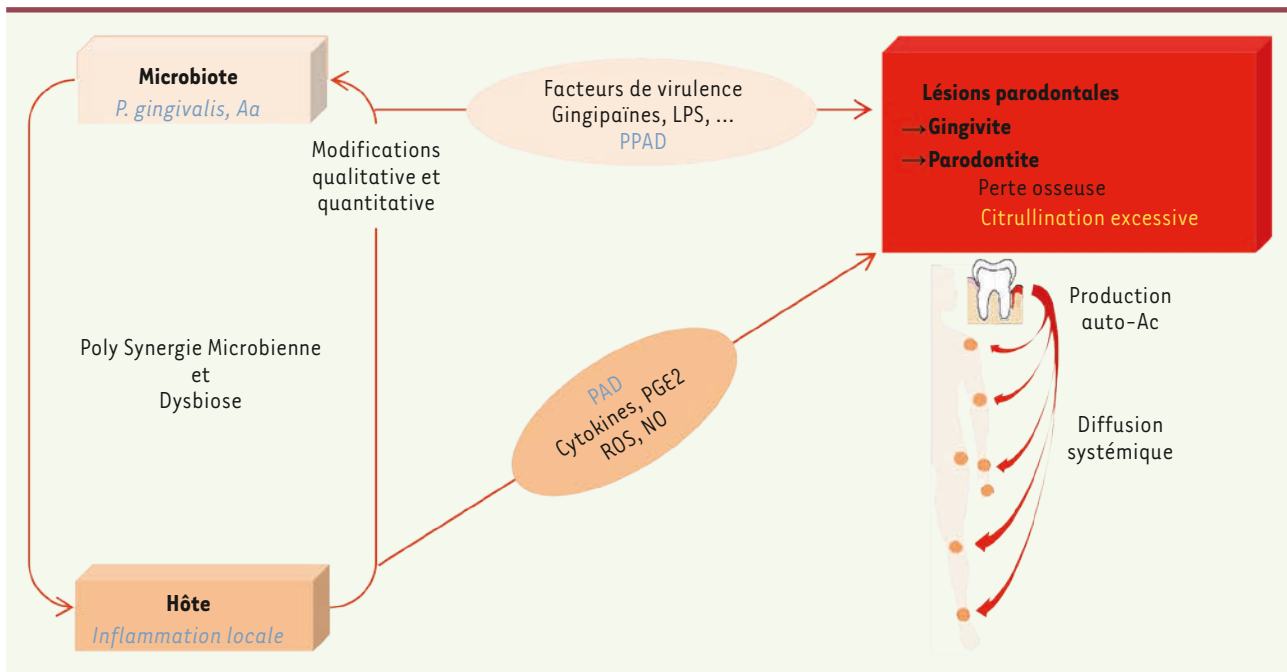 Microbiote
P. gingivalis, Aa
Modifications
qualitative et
quantitative
Poly Synergie Microbienne
et
Dysbiose
Hôte
Inflammation locale
Facteurs de virulence
Gingipaïnes, LPS, ...
PPAD
PAD
Cytokines, PGE2
ROS, NO
Lésions parodontales
→Gingivite
→Parodontite
Perte osseuse
Citrullination excessive
Production
auto-Ac
Diffusion
systémique